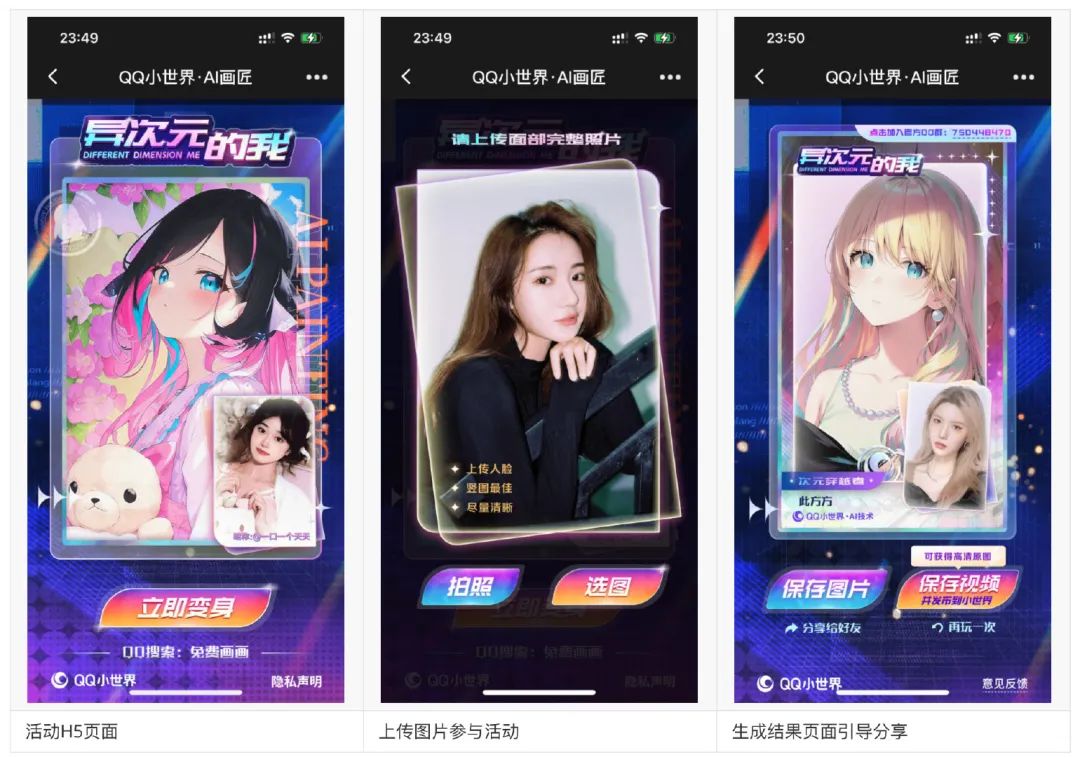 23:49
QQ小世界·AI画匠
异次元的我
DIFFERENT DIMENSION ME
AI PAINTING
昵称:@一口一个天天
立即变身
QQ搜索：免费画画
QQ小世界
隐私声明
活动H5页面
23:49
QQ小世界·AI画匠
请上传面部完整照片
上传人脸
竖图最佳
尽量清晰
拍照
选图
QQ搜索：免费画画
QQ小世界
隐私声明
上传图片参与活动
23:50
QQ小世界·AI画匠
点击加入官方QQ群：750448470
异次元的我
DIFFERENT DIMENSION ME
次元穿越者
此方方
QQ小世界·AI技术
可获得高清原图
保存图片
保存视频
并发布到小世界
分享给好友
再玩一次
QQ小世界
意见反馈
生成结果页面引导分享